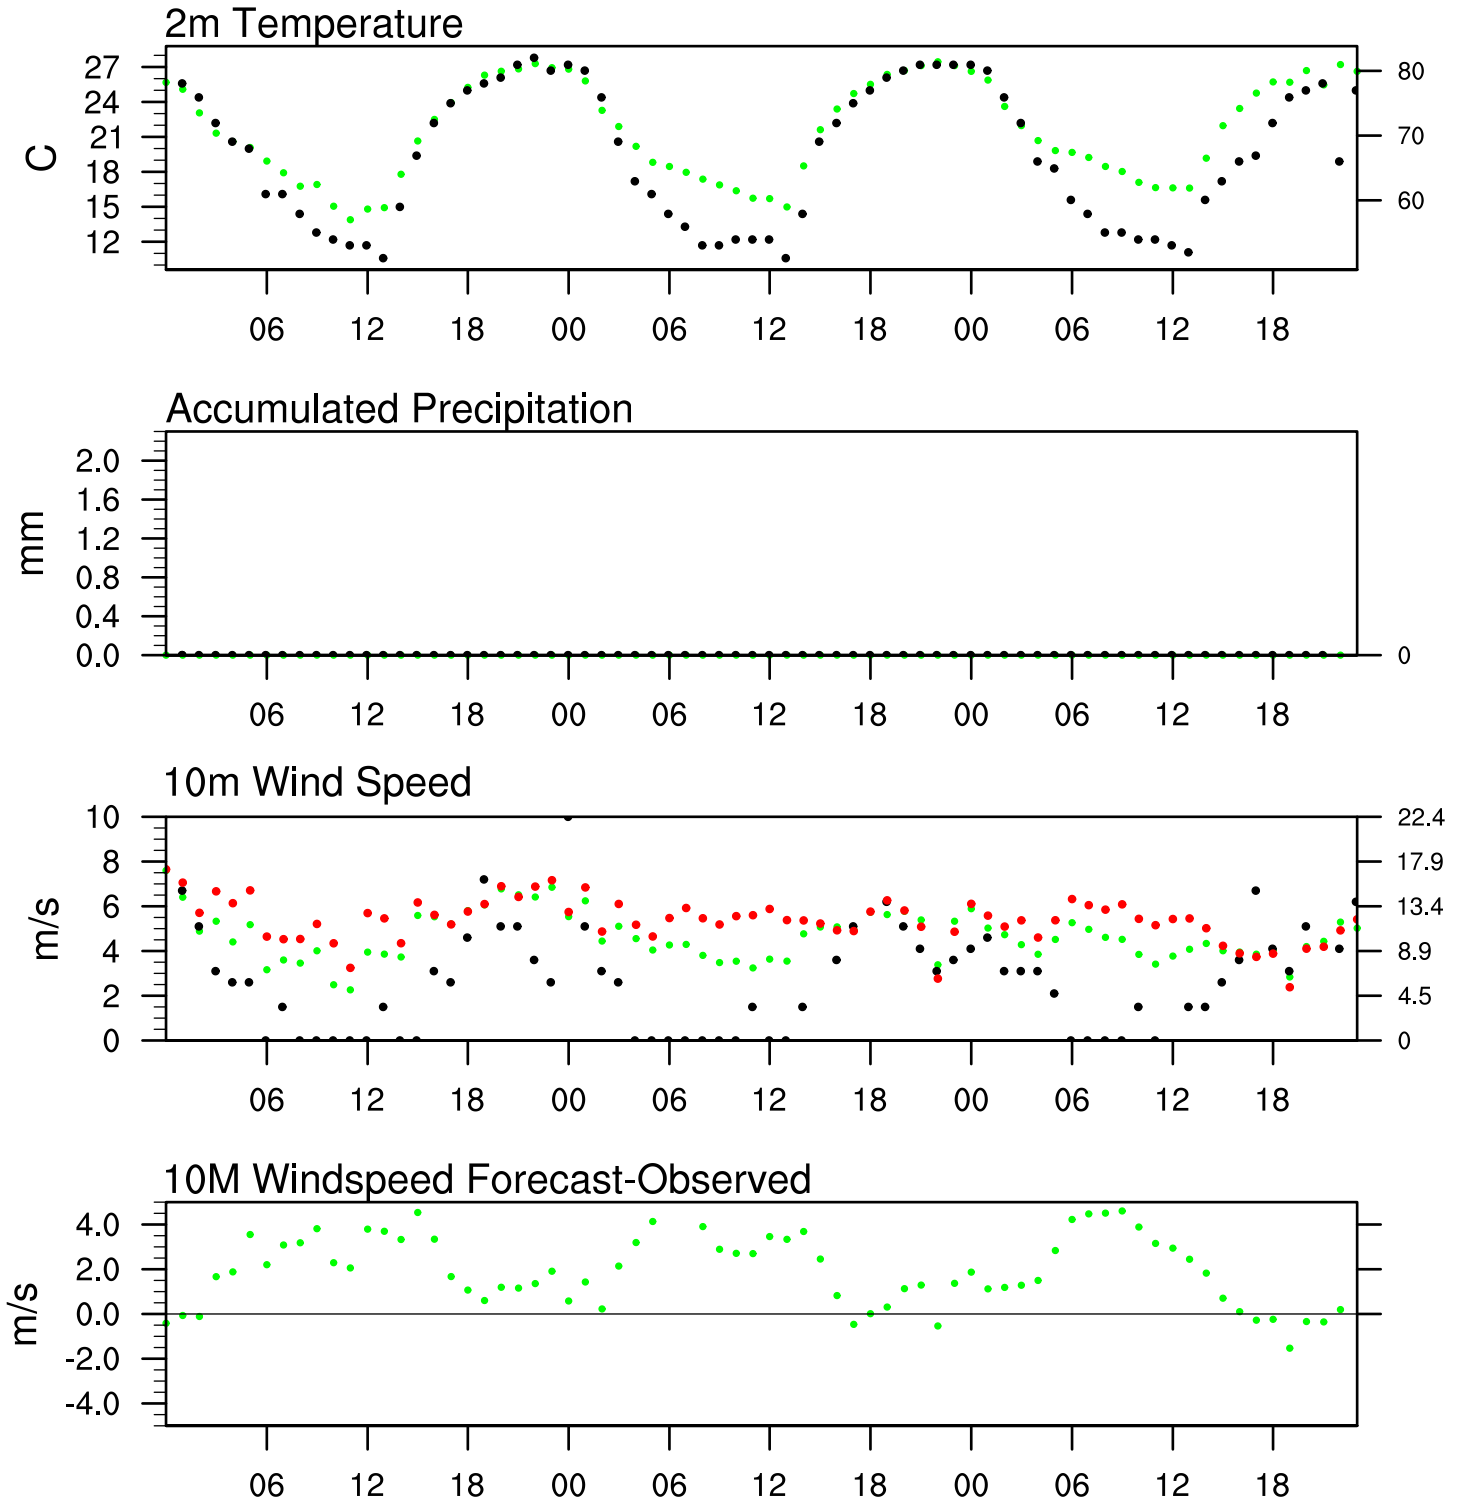 2m Temperature
27
24
21
18
15
12
C
80
70
60
06 12 18 00 06 12 18 00 06 12 18
Accumulated Precipitation
2.0
1.6
1.2
0.8
0.4
0.0
mm
0
06 12 18 00 06 12 18 00 06 12 18
10m Wind Speed
10
8
6
4
2
0
m/s
22.4
17.9
13.4
8.9
4.5
0
06 12 18 00 06 12 18 00 06 12 18
10M Windspeed Forecast-Observed
4.0
2.0
0.0
-2.0
-4.0
m/s
06 12 18 00 06 12 18 00 06 12 18